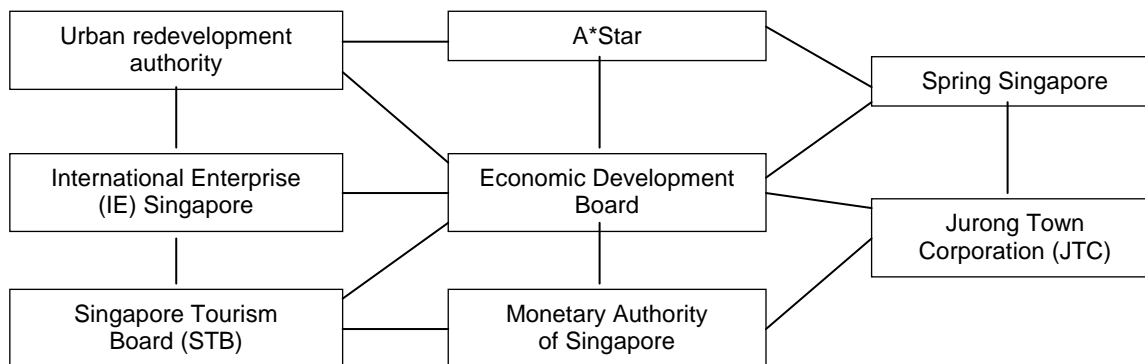 Urban redevelopment
authority
A*Star
Spring Singapore
International Enterprise
(IE) Singapore
Economic Development
Board
Jurong Town
Corporation (JTC)
Singapore Tourism
Board (STB)
Monetary Authority
of Singapore